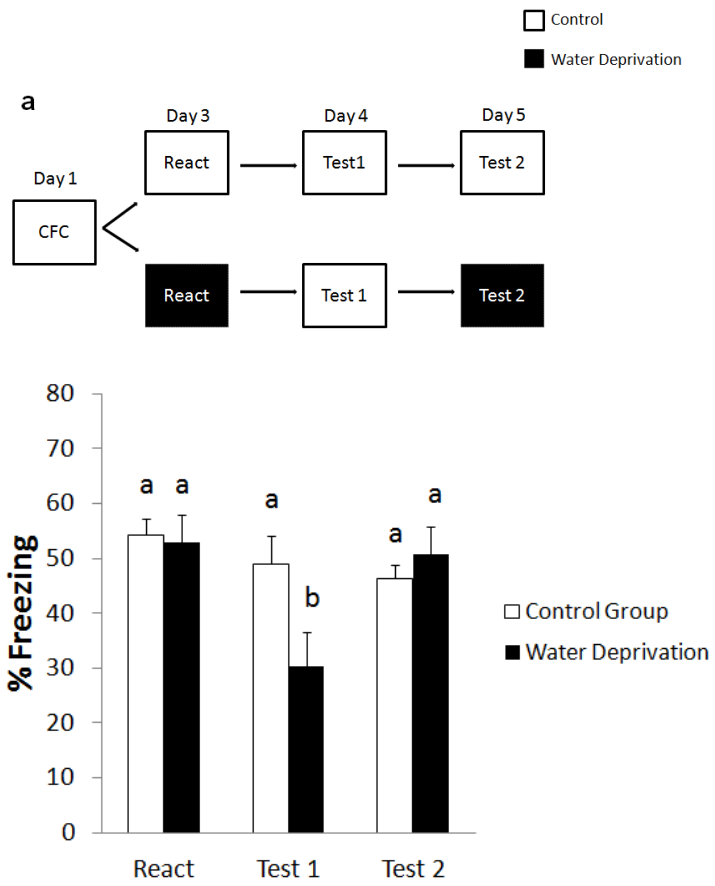 Control
Water Deprivation
a
Day 3 Day 4 Day 5
React Test1 Test 2
Day 1
CFC
React Test 1 Test 2
80
70
60
50
40
30
20
10
0
% Freezing
a a a b a a
Control Group
Water Deprivation
React Test 1 Test 2